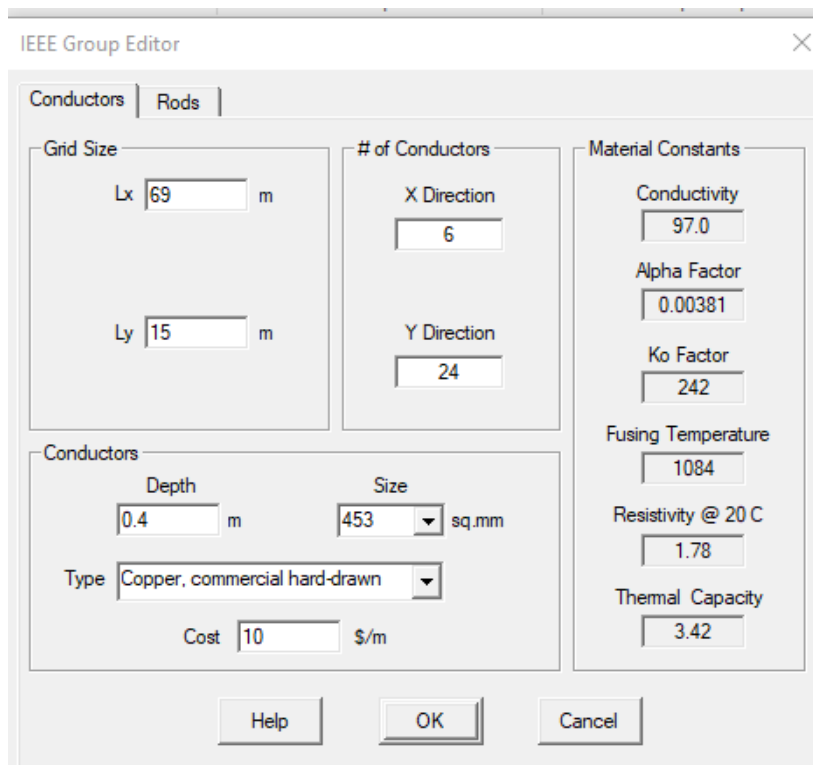 IEEE Group Editor
Conductors Rods
Grid Size
Lx 69 m
Ly 15 m
# of Conductors
X Direction
6
Y Direction
24
Material Constants
Conductivity
97.0
Alpha Factor
0.00381
Ko Factor
242
Fusing Temperature
1084
Resistivity @ 20 C
1.78
Thermal Capacity
3.42
Conductors
Depth Size
0.4 m 453 sq.mm
Type Copper, commercial hard-drawn
Cost 10 $/m
Help OK Cancel